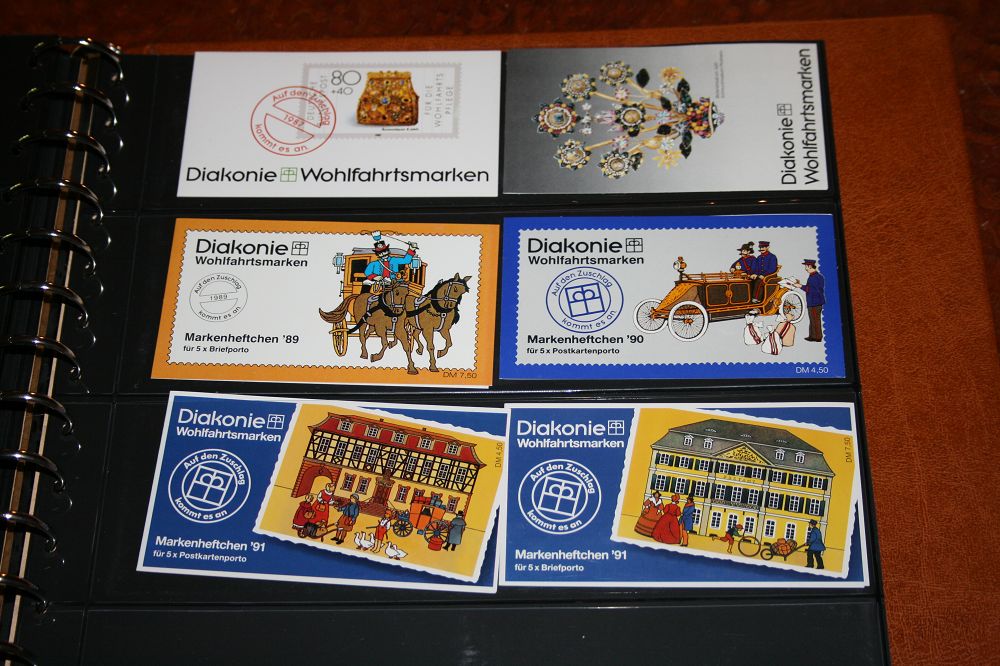 80
+40
DEUTSCHE BUNDESPOST
FÜR DIE
WOHLFAHRTS
PFLEGE
Auf den Zuschlag
1989
kommt es an.
Diakonie Wohlfahrtsmarken
Diakonie
Wohlfahrtsmarken
Diakonie
Wohlfahrtsmarken
Auf den Zuschlag
1989
kommt es an.
Markenheftchen '89
für 5 x Briefporto
DM 7,50
Diakonie
Wohlfahrtsmarken
Auf den Zuschlag
kommt es an.
Markenheftchen '90
für 5 x Postkartenporto
DM 4,50
Diakonie
Wohlfahrtsmarken
Auf den Zuschlag
kommt es an.
Markenheftchen '91
für 5 x Postkartenporto
DM 4,50
Diakonie
Wohlfahrtsmarken
Auf den Zuschlag
kommt es an.
Markenheftchen '91
für 5 x Briefporto
DM 7,50